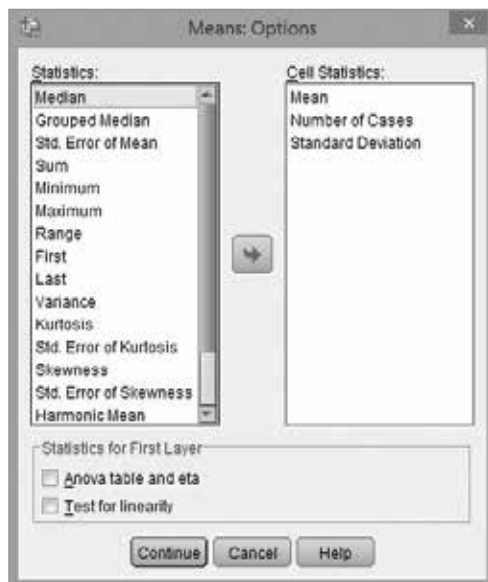 Means: Options
Statistics:
Median
Grouped Median
Std. Error of Mean
Sum
Minimum
Maximum
Range
First
Last
Variance
Kurtosis
Std. Error of Kurtosis
Skewness
Std. Error of Skewness
Harmonic Mean
Cell Statistics:
Mean
Number of Cases
Standard Deviation
Statistics for First Layer
Anova table and eta
Test for linearity
Continue
Cancel
Help